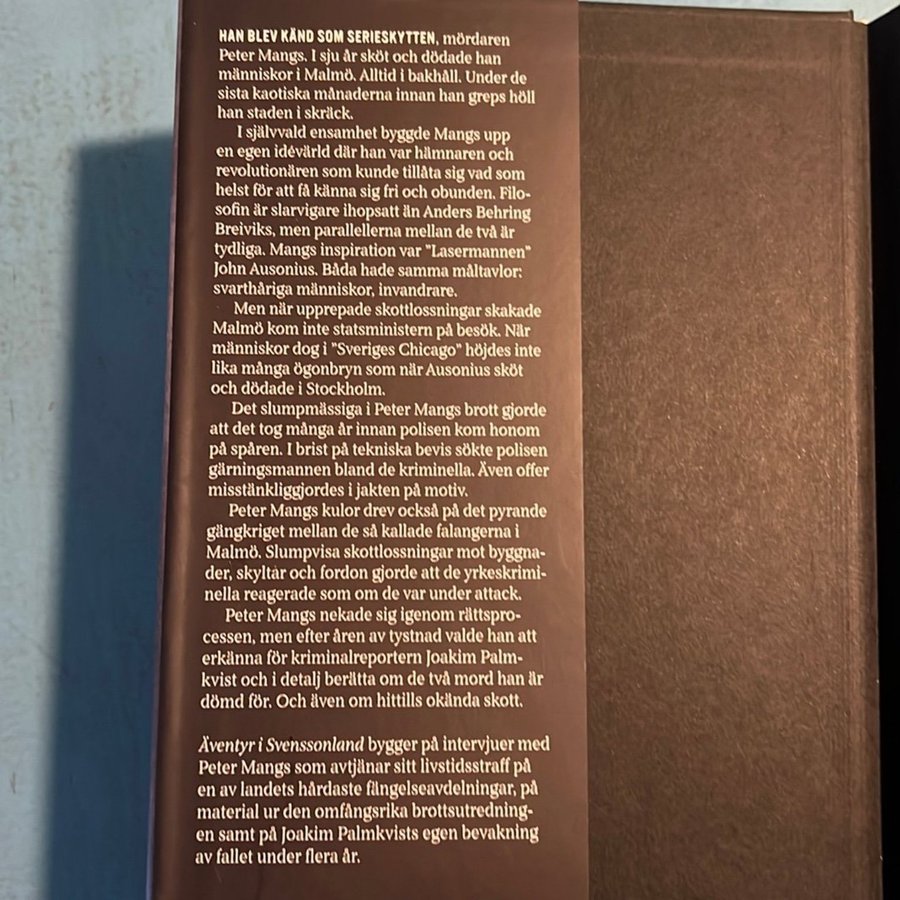 HAN BLEV KÄND SOM SERIESKYTTEN, mördaren
Peter Mangs. I sju år sköt och dödade han
människor i Malmö. Alltid i bakhåll. Under de
sista kaotiska månaderna innan han greps höll
han staden i skräck.
I självvald ensamhet byggde Mangs upp
en egen idévärld där han var hämnaren och
revolutionären som kunde tillåta sig vad som
helst för att få känna sig fri och obunden. Filo-
sofin är slarvigare ihopsatt än Anders Behring
Breiviks, men parallellerna mellan de två är
tydliga. Mangs inspiration var ”Lasermannen”
John Ausonius. Båda hade samma måltavlor:
svarthåriga människor, invandrare.
Men när upprepade skottlossningar skakade
Malmö kom inte statsministern på besök. När
människor dog i ”Sveriges Chicago” höjdes inte
lika många ögonbryn som när Ausonius sköt
och dödade i Stockholm.
Det slumpmässiga i Peter Mangs brott gjorde
att det tog många år innan polisen kom honom
på spåren. I brist på tekniska bevis sökte polisen
gärningsmannen bland de kriminella. Även offer
misstänkliggjordes i jakten på motiv.
Peter Mangs kulor drev också på det pyrande
gängkriget mellan de så kallade falangerna i
Malmö. Slumpvisa skottlossningar mot byggna-
der, skyltar och fordon gjorde att de yrkeskrimi-
nella reagerade som om de var under attack.
Peter Mangs nekade sig igenom rättspro-
cessen, men efter åren av tystnad valde han att
erkänna för kriminalreportern Joakim Palm-
kvist och i detalj berätta om de två mord han är
dömd för. Och även om hittills okända skott.
Äventyr i Svenssonland bygger på intervjuer med
Peter Mangs som avtjänar sitt livstidsstraff på
en av landets hårdaste fängelseavdelningar, på
material ur den omfångsrika brottsutredning-
en samt på Joakim Palmkvists egen bevakning
av fallet under flera år.